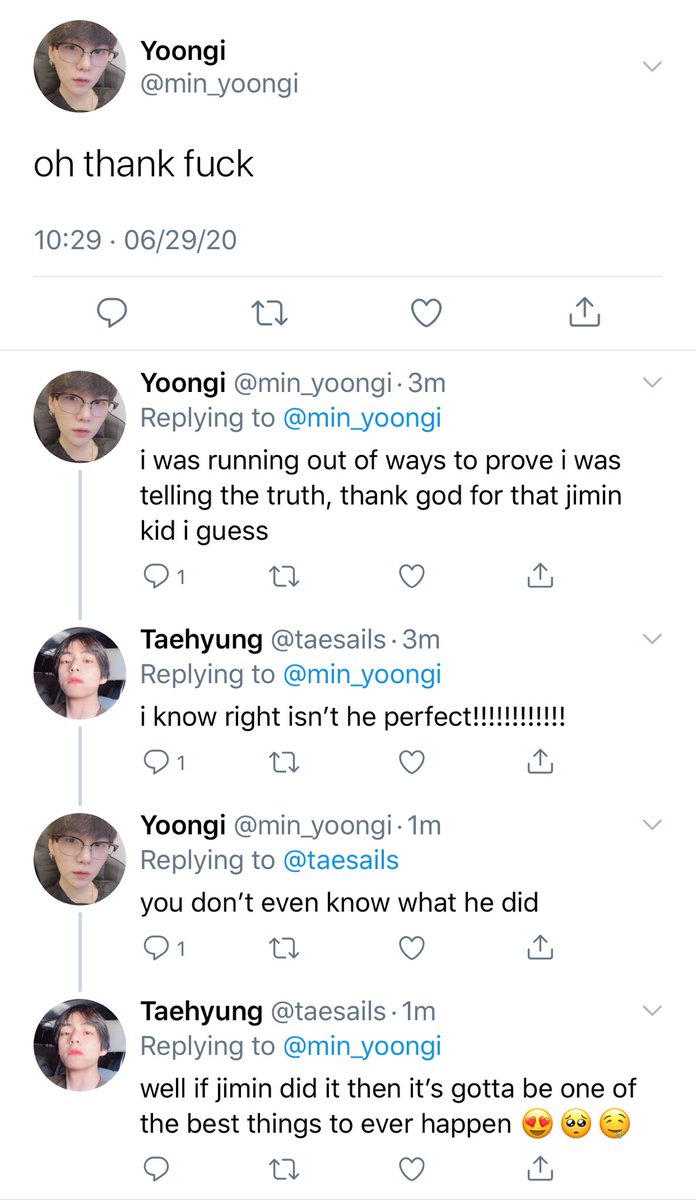 Yoongi
@min_yoongi
oh thank fuck
10:29 · 06/29/20
Yoongi @min_yoongi · 3m
Replying to @min_yoongi
i was running out of ways to prove i was
telling the truth, thank god for that jimin
kid i guess
1
Taehyung @taesails · 3m
Replying to @min_yoongi
i know right isn’t he perfect!!!!!!!!!!!!
1
Yoongi @min_yoongi · 1m
Replying to @taesails
you don’t even know what he did
1
Taehyung @taesails · 1m
Replying to @min_yoongi
well if jimin did it then it’s gotta be one of
the best things to ever happen 😍 🥺 🤤